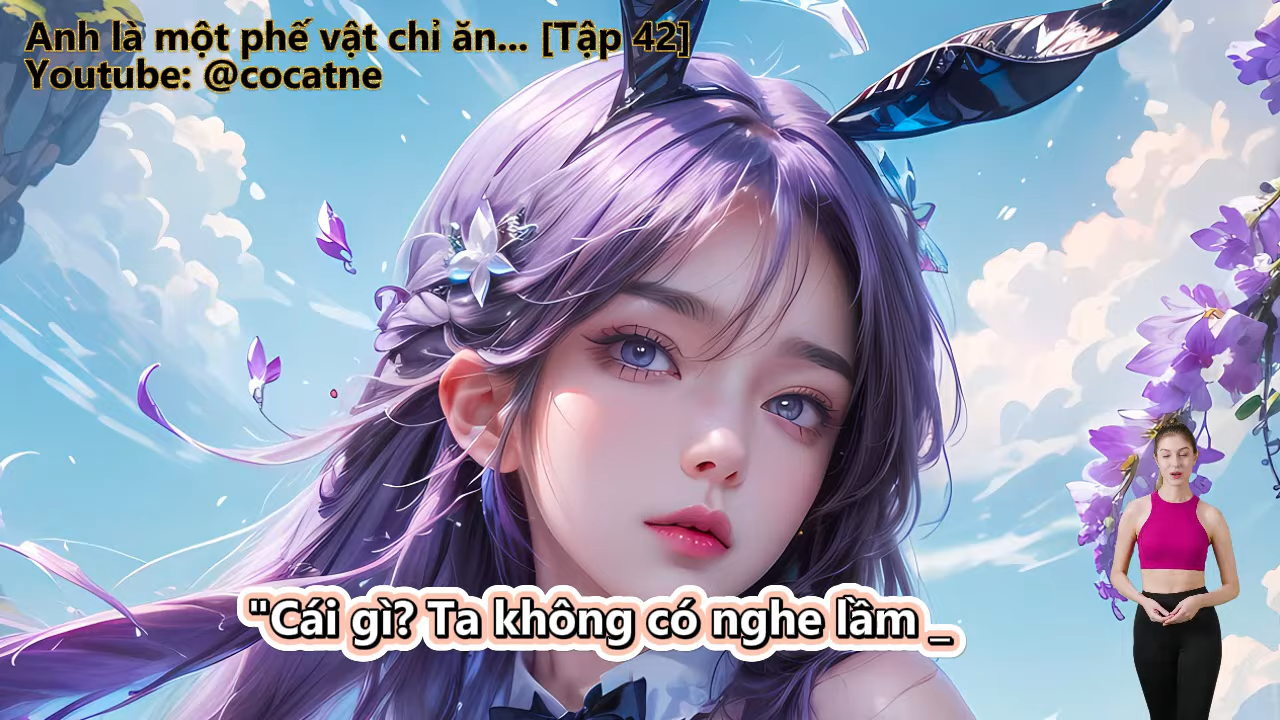 Anh là một phế vật chỉ ăn... [Tập 42]
Youtube: @cocatne
"Cái gì? Ta không có nghe lầm _